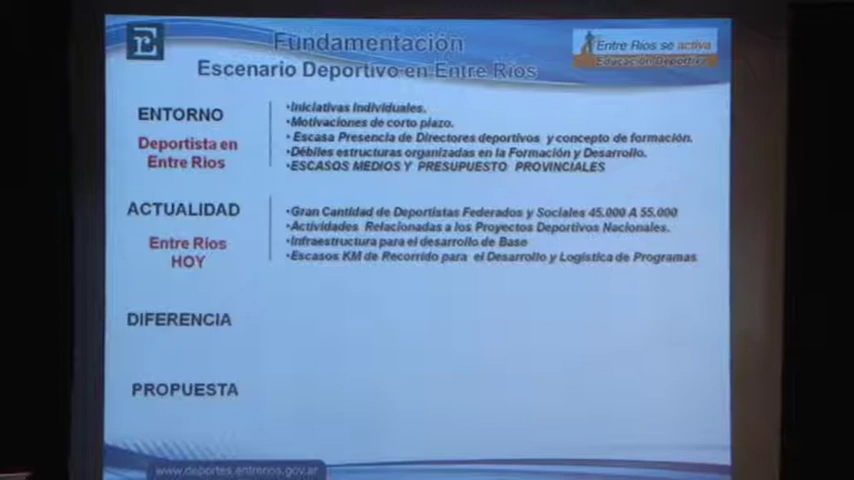 Fundamentación
Escenario Deportivo en Entre Ríos
Entre Ríos se activa
Educación Deportiva
ENTORNO
Deportista en
Entre Ríos
•Iniciativas Individuales.
•Motivaciones de corto plazo.
• Escasa Presencia de Directores deportivos y concepto de formación.
•Débiles estructuras organizadas en la Formación y Desarrollo.
•ESCASOS MEDIOS Y PRESUPUESTO PROVINCIALES
ACTUALIDAD
Entre Ríos
HOY
•Gran Cantidad de Deportistas Federados y Sociales 45.000 A 55.000
•Actividades Relacionadas a los Proyectos Deportivos Nacionales.
•Infraestructura para el desarrollo de Base
•Escasos KM de Recorrido para el Desarrollo y Logística de Programas
DIFERENCIA
PROPUESTA
www.deportes.entrerios.gov.ar